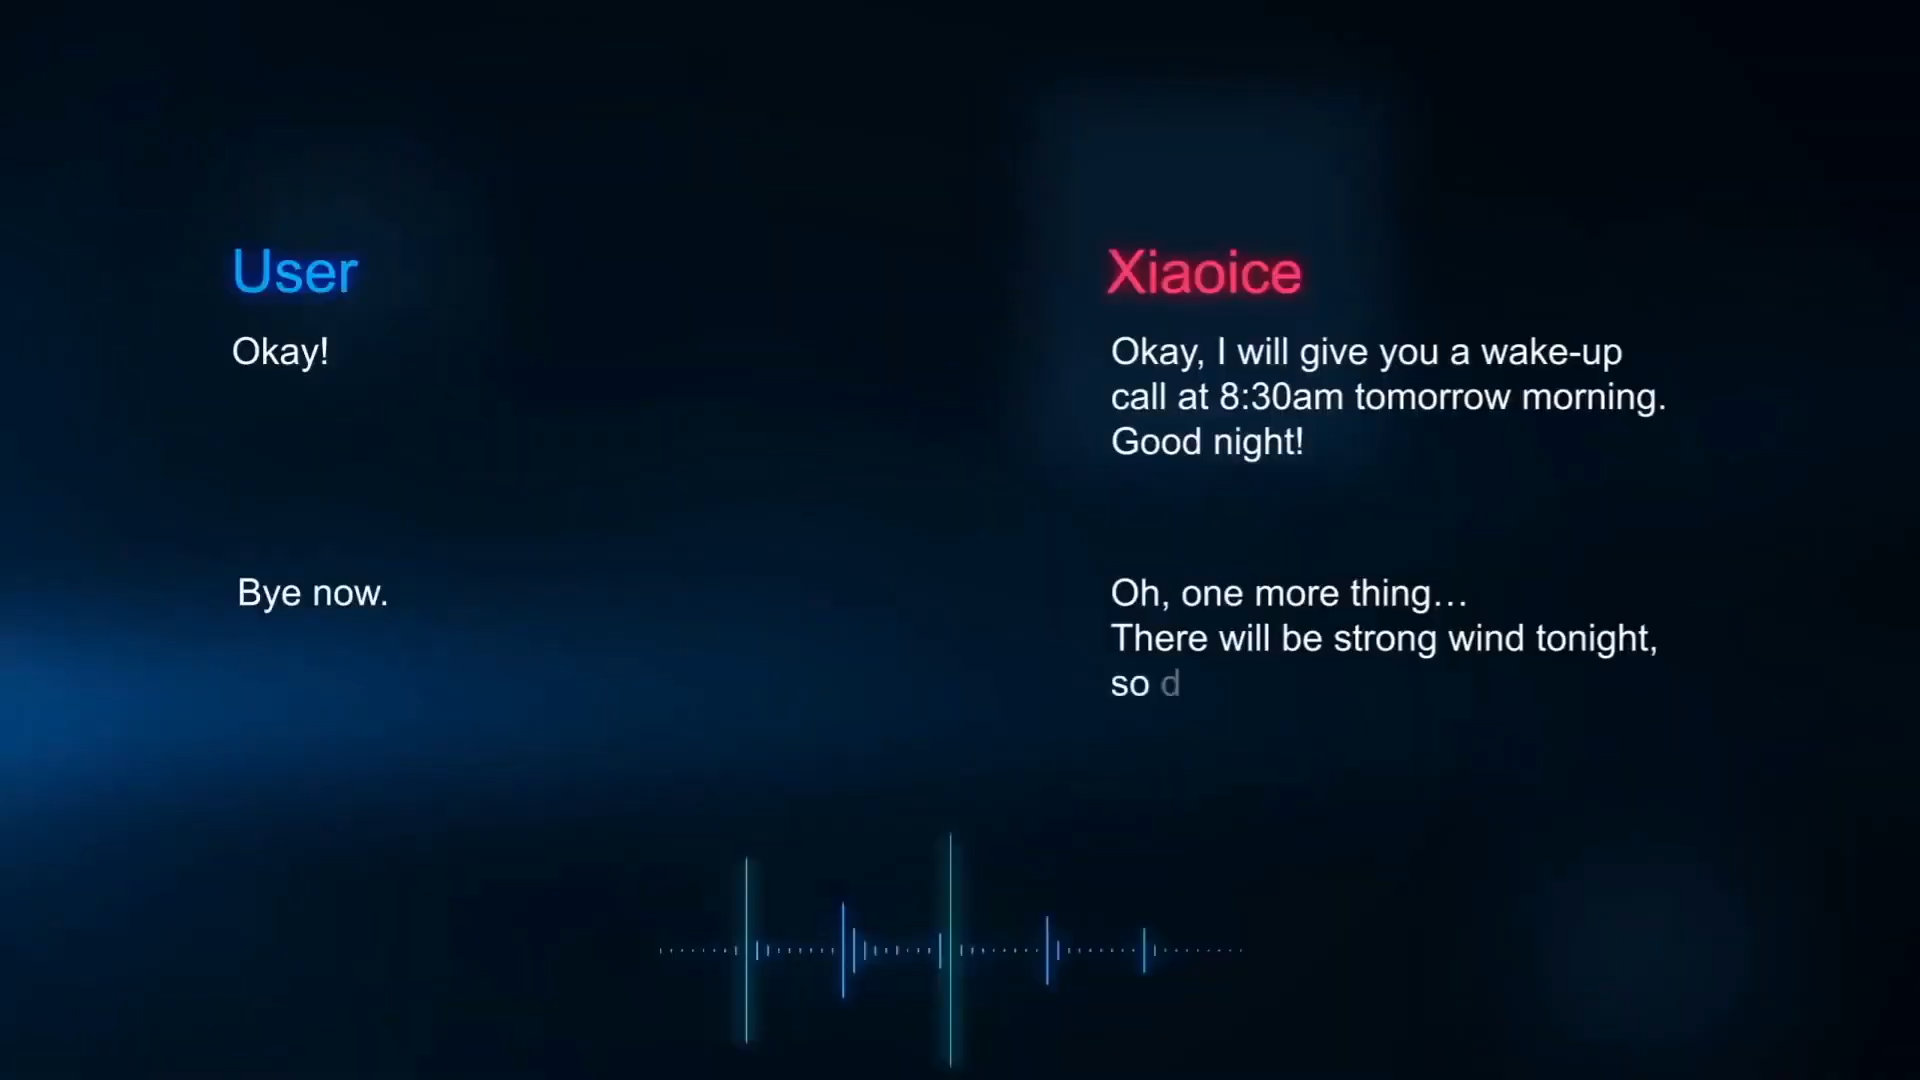 User
Okay!
Bye now.
Xiaoice
Okay, I will give you a wake-up
call at 8:30am tomorrow morning.
Good night!
Oh, one more thing…
There will be strong wind tonight,
so d